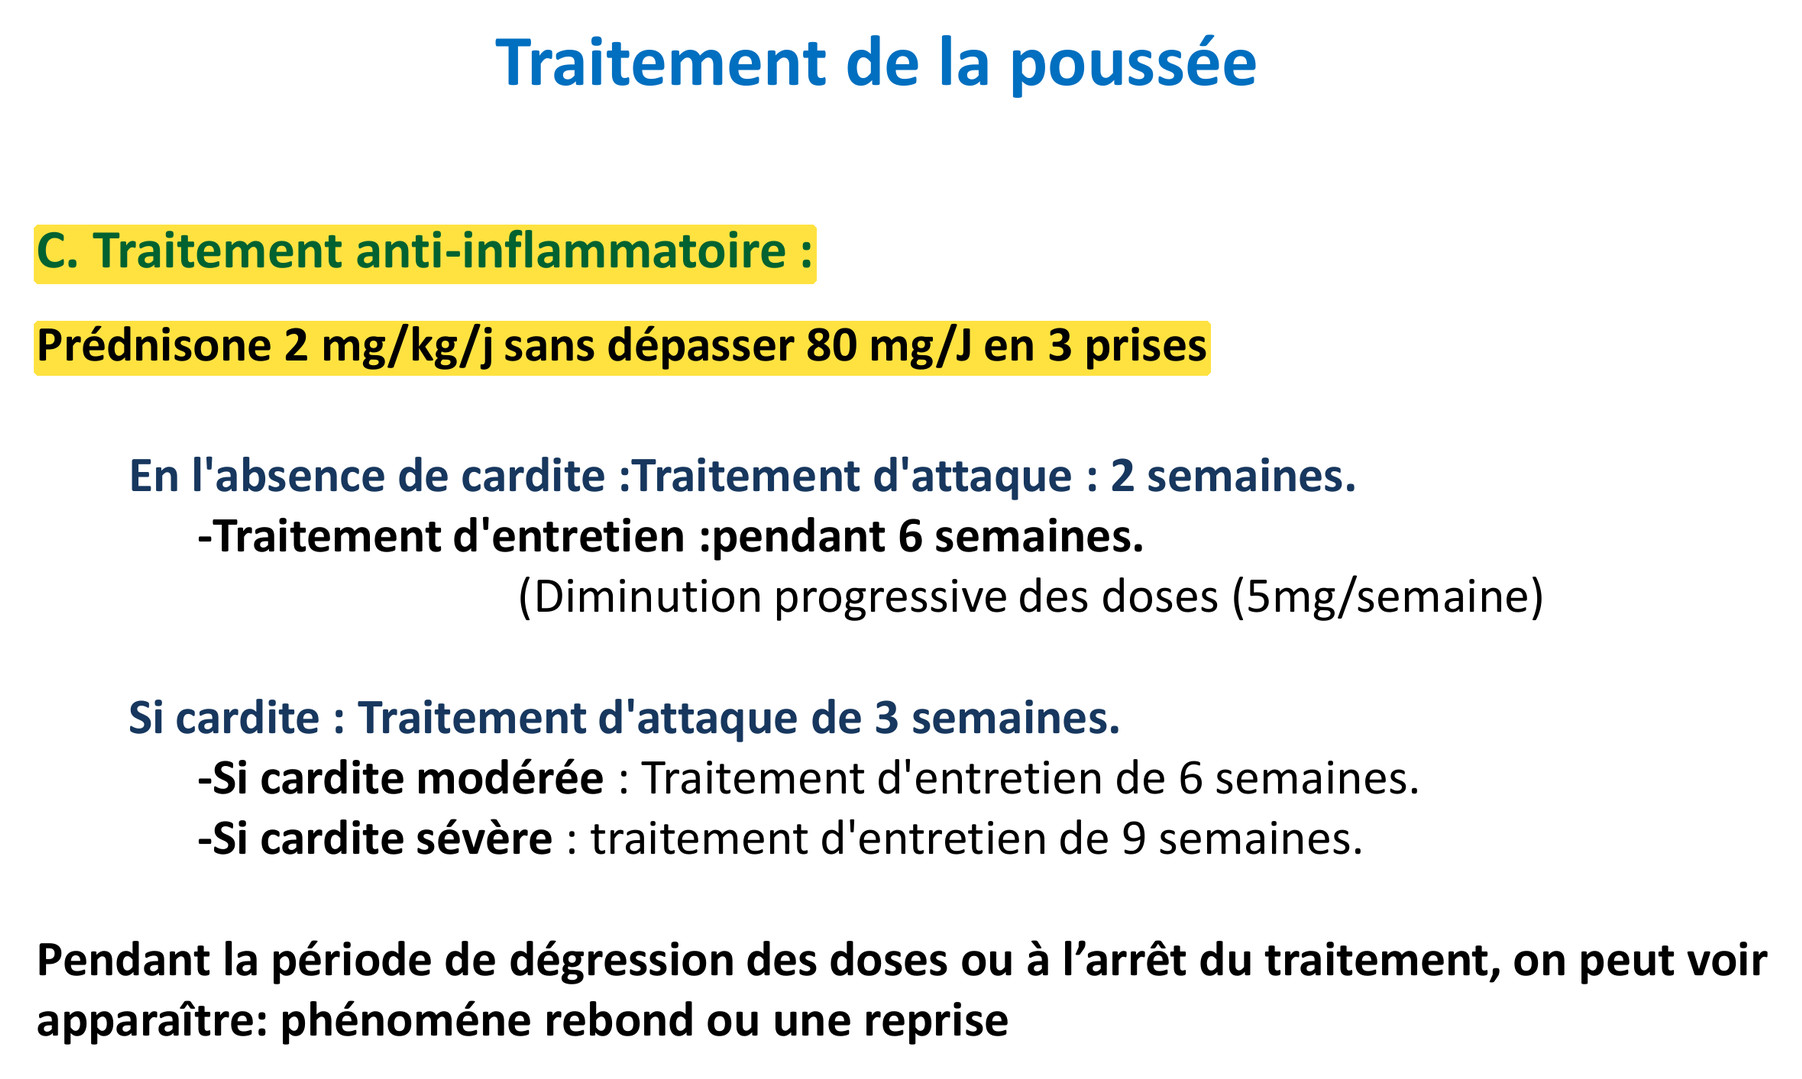 Traitement de la poussée
C. Traitement anti-inflammatoire :
Prédnisone 2 mg/kg/j sans dépasser 80 mg/J en 3 prises
En l'absence de cardite :Traitement d'attaque : 2 semaines.
-Traitement d'entretien :pendant 6 semaines.
(Diminution progressive des doses (5mg/semaine)
Si cardite : Traitement d'attaque de 3 semaines.
-Si cardite modérée : Traitement d'entretien de 6 semaines.
-Si cardite sévère : traitement d'entretien de 9 semaines.
Pendant la période de dégression des doses ou à l’arrêt du traitement, on peut voir
apparaître: phénoméne rebond ou une reprise